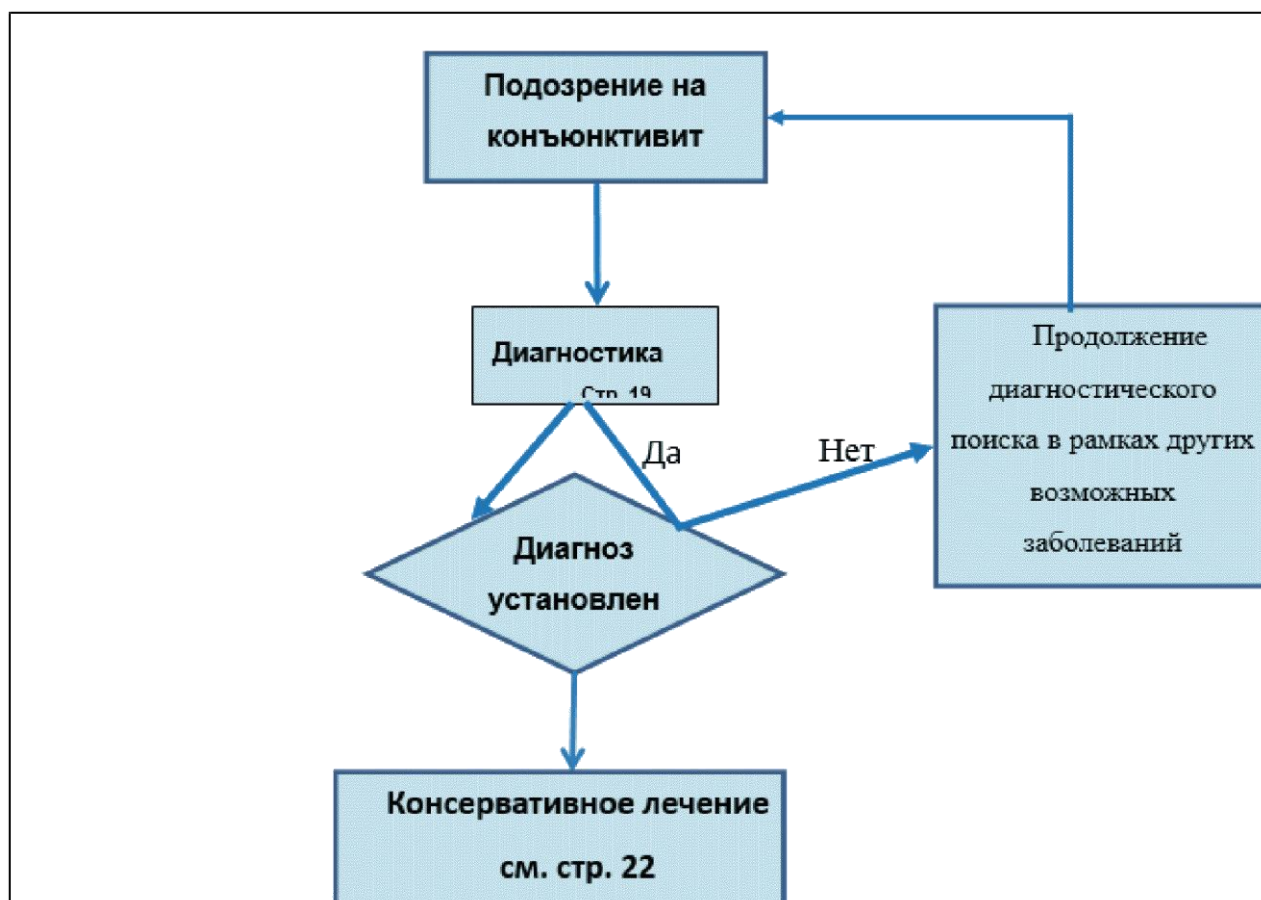 Подозрение на
конъюнктивит
Диагностика
Стр. 19
Да
Нет
Продолжение
диагностического
поиска в рамках других
возможных
заболеваний
Диагноз
установлен
Консервативное лечение
см. стр. 22